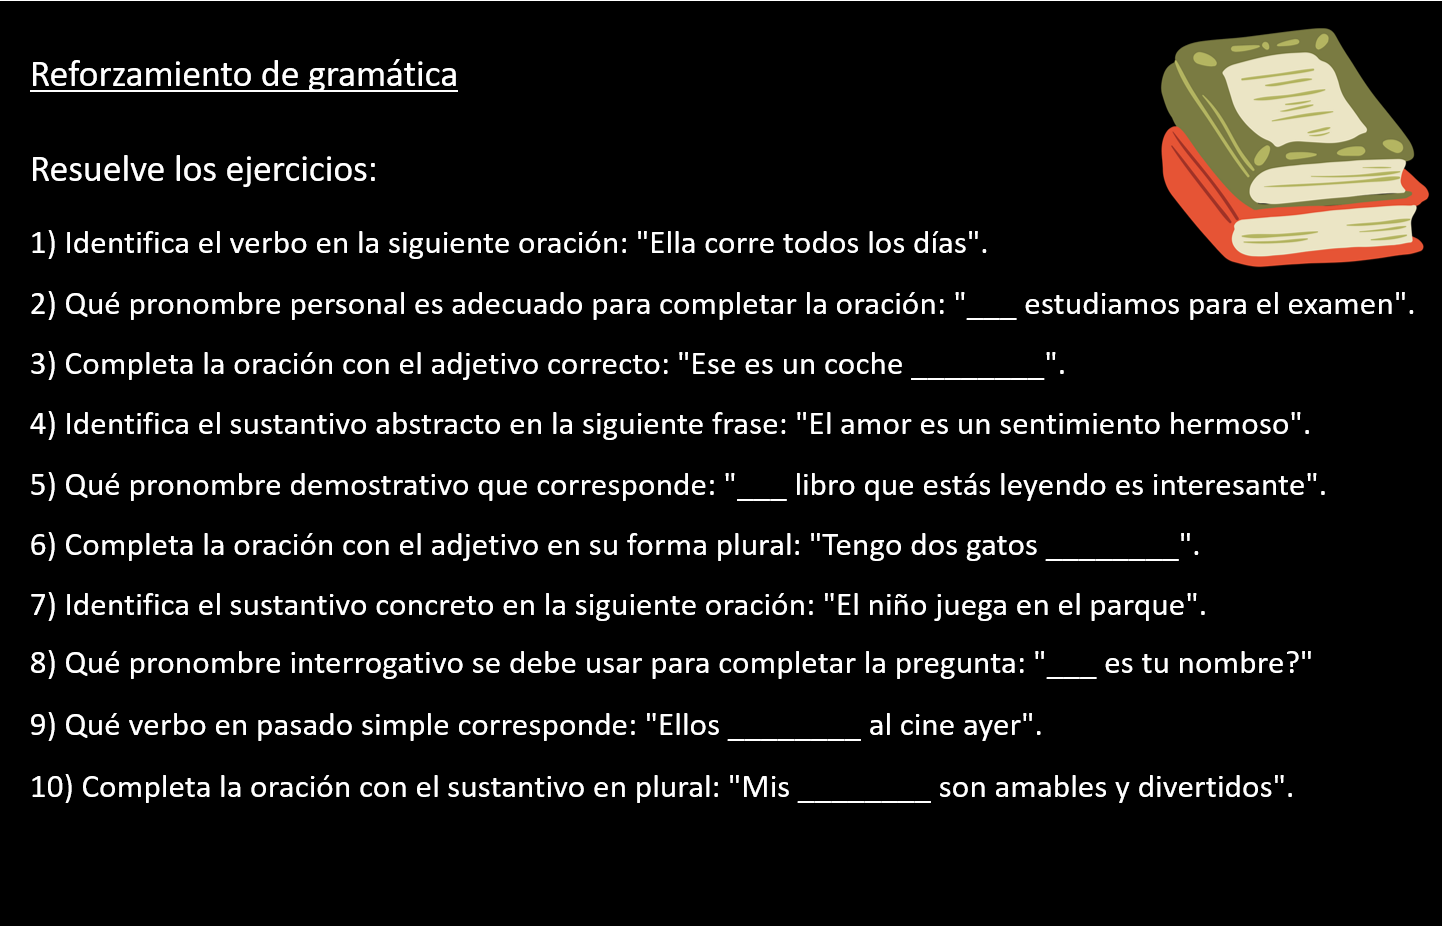 Reforzamiento de gramática
Resuelve los ejercicios:
1) Identifica el verbo en la siguiente oración: "Ella corre todos los días".
2) Qué pronombre personal es adecuado para completar la oración: "___ estudiamos para el examen".
3) Completa la oración con el adjetivo correcto: "Ese es un coche ________".
4) Identifica el sustantivo abstracto en la siguiente frase: "El amor es un sentimiento hermoso".
5) Qué pronombre demostrativo que corresponde: "___ libro que estás leyendo es interesante".
6) Completa la oración con el adjetivo en su forma plural: "Tengo dos gatos ________".
7) Identifica el sustantivo concreto en la siguiente oración: "El niño juega en el parque".
8) Qué pronombre interrogativo se debe usar para completar la pregunta: "___ es tu nombre?"
9) Qué verbo en pasado simple corresponde: "Ellos ________ al cine ayer".
10) Completa la oración con el sustantivo en plural: "Mis ________ son amables y divertidos".